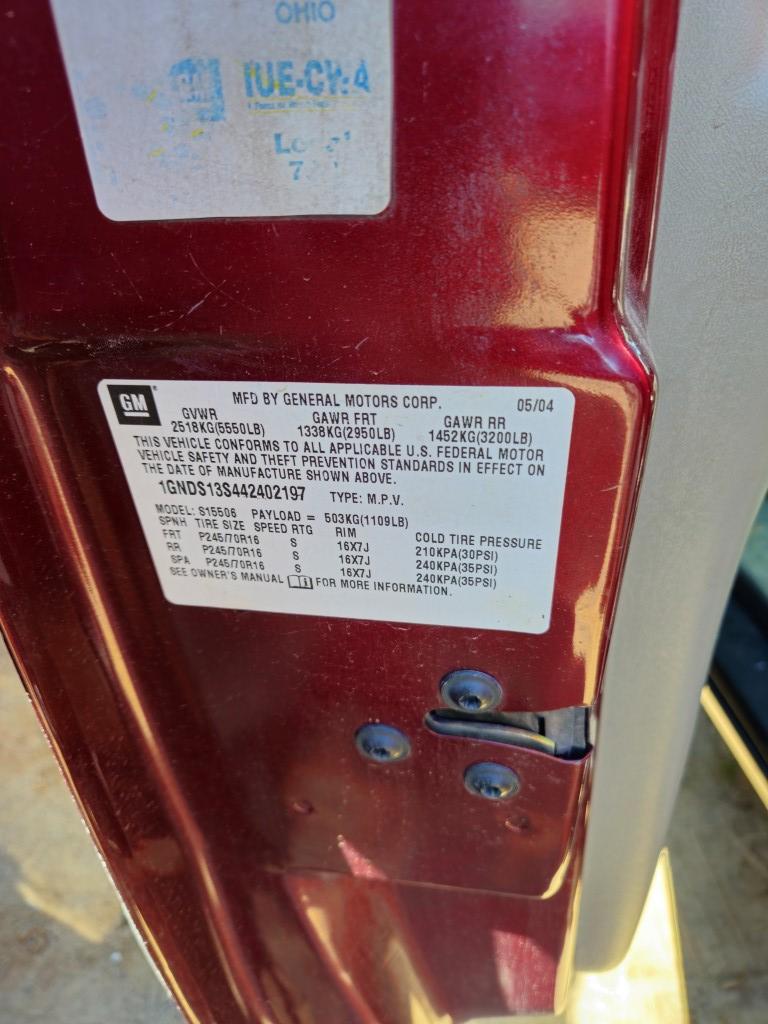 OHIO
GM IUE-CWA
Local
GM
MFD BY GENERAL MOTORS CORP. 05/04
GVWR GAWR FRT GAWR RR
2518KG(5550LB) 1338KG(2950LB) 1452KG(3200LB)
THIS VEHICLE CONFORMS TO ALL APPLICABLE U.S. FEDERAL MOTOR
VEHICLE SAFETY AND THEFT PREVENTION STANDARDS IN EFFECT ON
THE DATE OF MANUFACTURE SHOWN ABOVE.
1GNDS13S442402197 TYPE: M.P.V.
MODEL: S15506 PAYLOAD = 503KG(1109LB)
SPNH TIRE SIZE SPEED RTG RIM COLD TIRE PRESSURE
FRT P245/70R16 S 16X7J 210KPA(30PSI)
RR P245/70R16 S 16X7J 240KPA(35PSI)
SPA P245/70R16 S 16X7J 240KPA(35PSI)
SEE OWNER'S MANUAL FOR MORE INFORMATION.